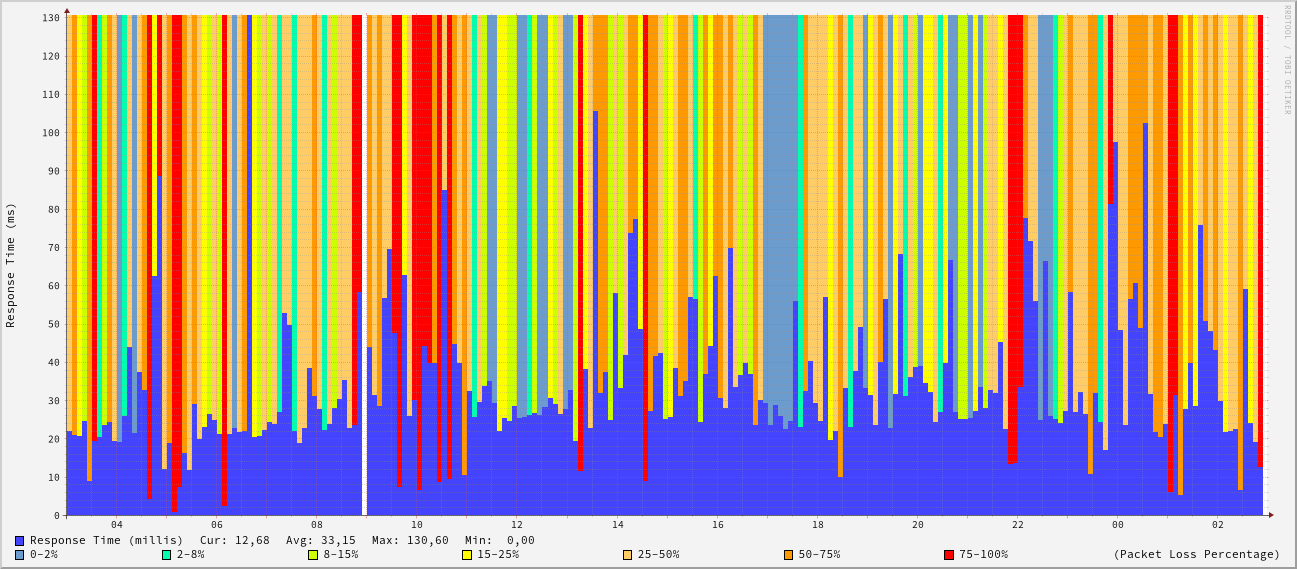 RRDTOOL / TOBI OETIKER
Response Time (ms)
130
120
110
100
90
80
70
60
50
40
30
20
10
0
04 06 08 10 12 14 16 18 20 22 00 02
Response Time (millis) Cur: 12,68 Avg: 33,15 Max: 130,60 Min: 0,00
0-2% 2-8% 8-15% 15-25% 25-50% 50-75% 75-100% (Packet Loss Percentage)